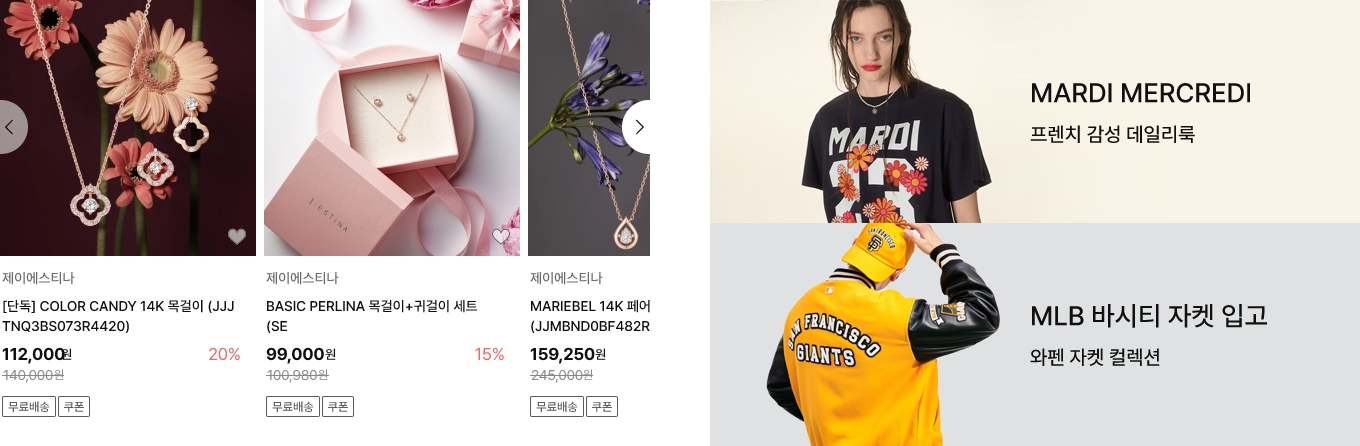 J.ESTINA
제이에스티나
[단독] COLOR CANDY 14K 목걸이 (JJJ
TNQ3BS073R4420)
112,000원
20%
140,000원
무료배송 쿠폰
제이에스티나
BASIC PERLINA 목걸이+귀걸이 세트
(SE
99,000원
15%
100,980원
무료배송 쿠폰
제이에스티나
MARIEBEL 14K 페어
(JJMBND0BF482R
159,250원
245,000원
무료배송 쿠폰
MARDI
MARDI MERCREDI
프렌치 감성 데일리룩
SAN FRANCISCO
SF
SAN FRANCISCO
GIANTS
MLB 바시티 자켓 입고
와펜 자켓 컬렉션